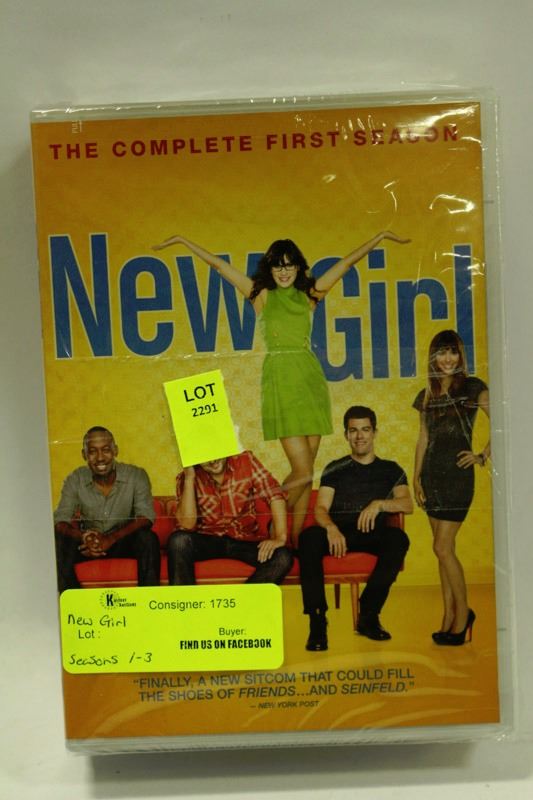 THE COMPLETE FIRST SEASON
New Girl
LOT
2291
Consigner: 1735
New Girl
Lot:
Buyer:
FIND US ON FACEBOOK
Seasons 1-3
"FINALLY, A NEW SITCOM THAT COULD FILL
THE SHOES OF FRIENDS...AND SEINFELD."
– NEW YORK POST